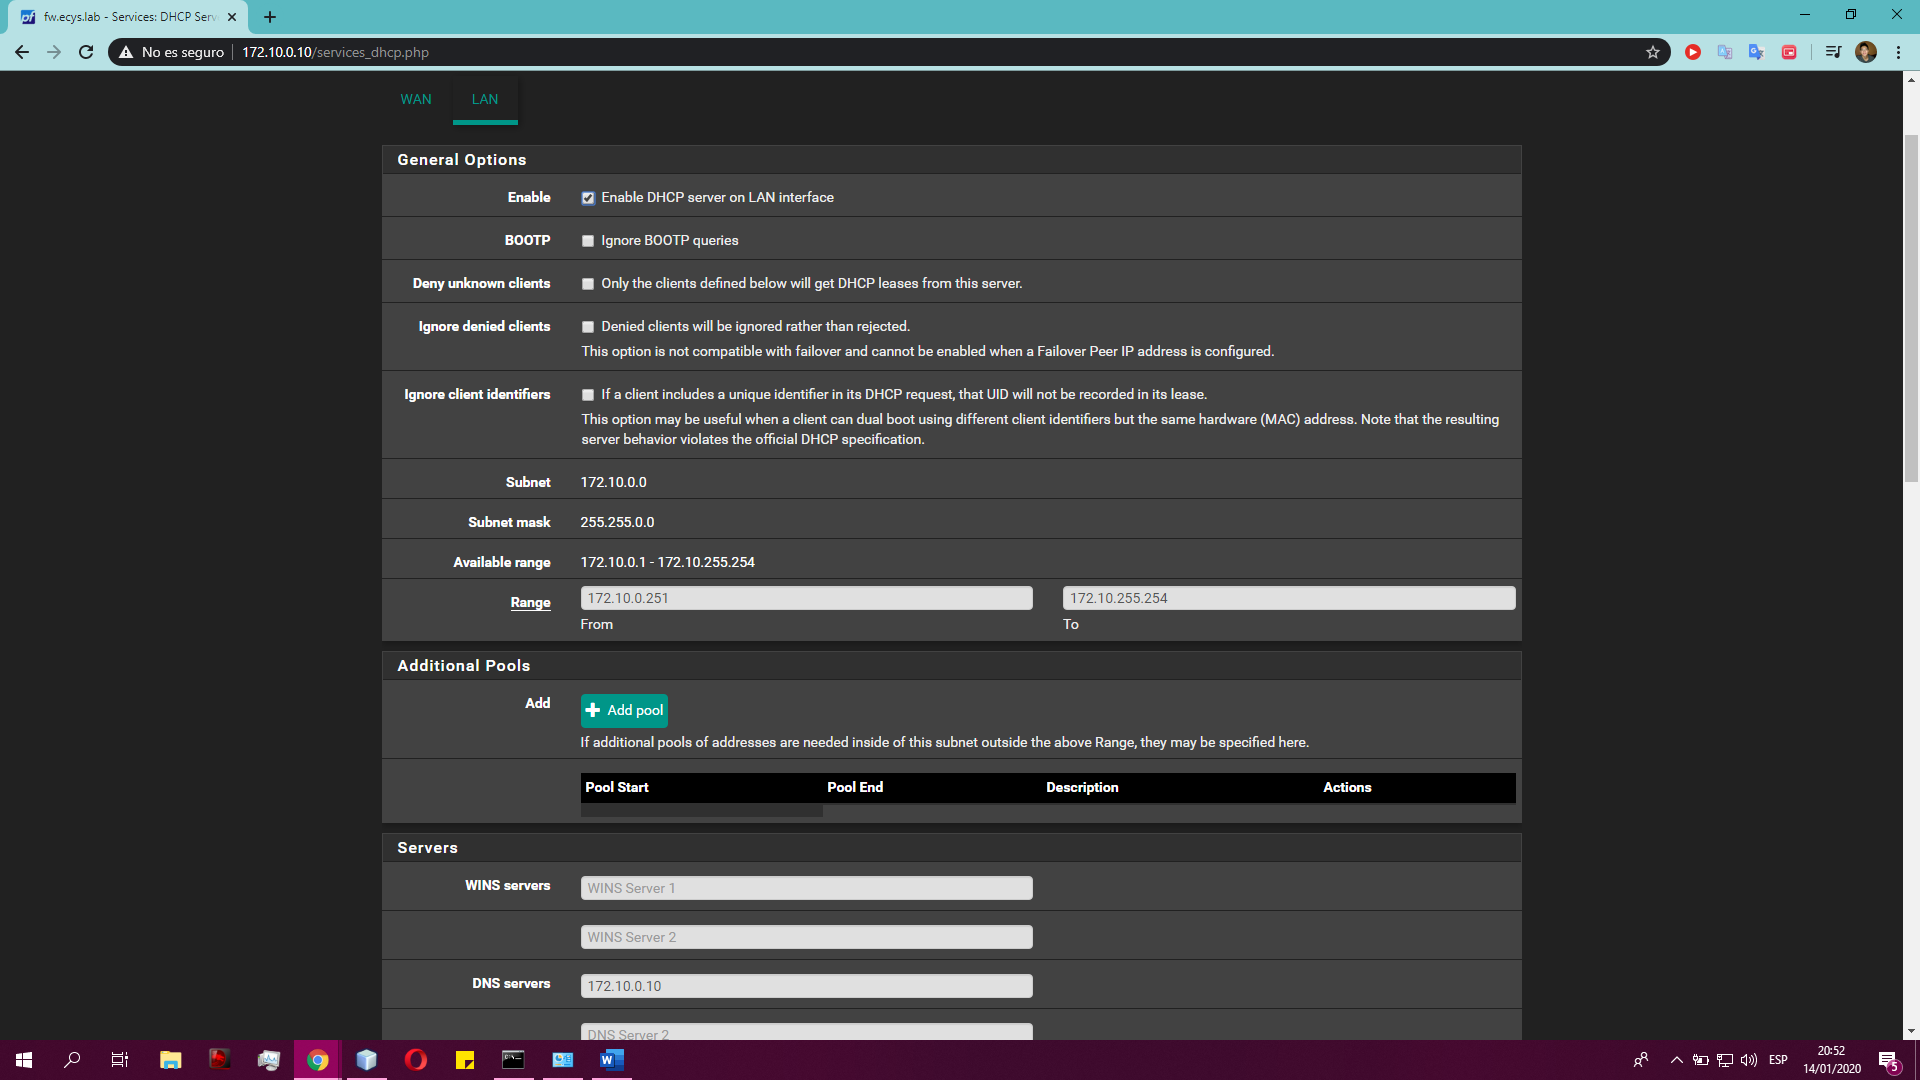 fw.ecys.lab - Services: DHCP Serv
No es seguro
172.10.0.10/services_dhcp.php
WAN
LAN
General Options
Enable
Enable DHCP server on LAN interface
BOOTP
Ignore BOOTP queries
Deny unknown clients
Only the clients defined below will get DHCP leases from this server.
Ignore denied clients
Denied clients will be ignored rather than rejected.
This option is not compatible with failover and cannot be enabled when a Failover Peer IP address is configured.
Ignore client identifiers
If a client includes a unique identifier in its DHCP request, that UID will not be recorded in its lease.
This option may be useful when a client can dual boot using different client identifiers but the same hardware (MAC) address. Note that the resulting
server behavior violates the official DHCP specification.
Subnet
172.10.0.0
Subnet mask
255.255.0.0
Available range
172.10.0.1 - 172.10.255.254
Range
172.10.0.251
172.10.255.254
From
To
Additional Pools
Add
Add pool
If additional pools of addresses are needed inside of this subnet outside the above Range, they may be specified here.
Pool Start
Pool End
Description
Actions
Servers
WINS servers
WINS Server 1
WINS Server 2
DNS servers
172.10.0.10
DNS Server 2
ESP
20:52
14/01/2020
5